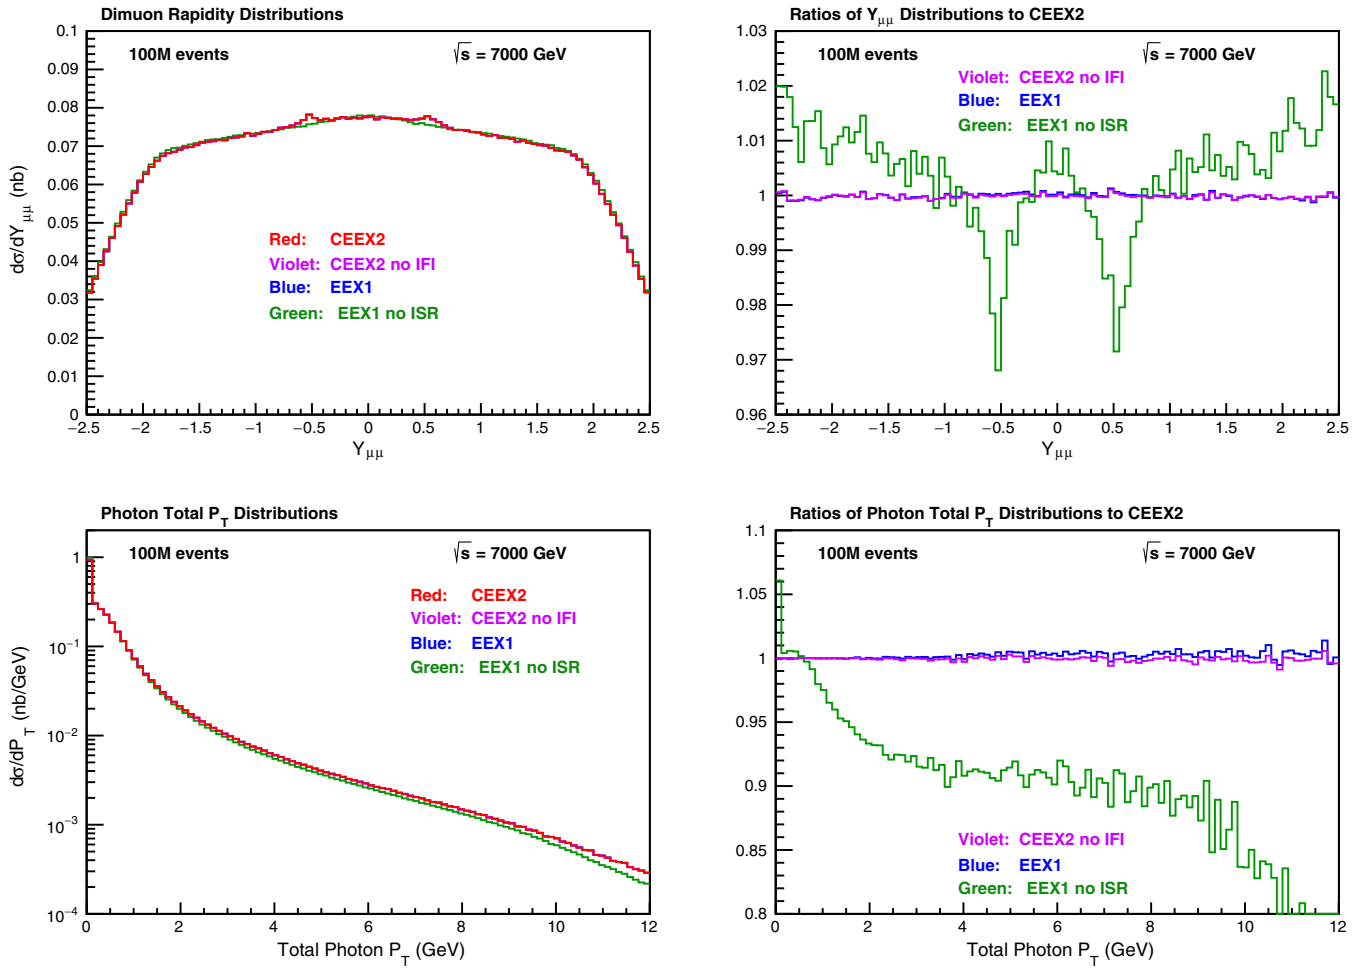 Dimuon Rapidity Distributions
100M events
√s = 7000 GeV
dσ/dY_μμ (nb)
0.1
0.09
0.08
0.07
0.06
0.05
0.04
0.03
0.02
0.01
0
Red: CEEX2
Violet: CEEX2 no IFI
Blue: EEX1
Green: EEX1 no ISR
−2.5 −2 −1.5 −1 −0.5 0 0.5 1 1.5 2 2.5
Y_μμ
Ratios of Y_μμ Distributions to CEEX2
100M events
√s = 7000 GeV
Violet: CEEX2 no IFI
Blue: EEX1
Green: EEX1 no ISR
1.03
1.02
1.01
1
0.99
0.98
0.97
0.96
−2.5 −2 −1.5 −1 −0.5 0 0.5 1 1.5 2 2.5
Y_μμ
Photon Total P_T Distributions
100M events
√s = 7000 GeV
dσ/dP_T (nb/GeV)
1
10⁻¹
10⁻²
10⁻³
10⁻⁴
Red: CEEX2
Violet: CEEX2 no IFI
Blue: EEX1
Green: EEX1 no ISR
0 2 4 6 8 10 12
Total Photon P_T (GeV)
Ratios of Photon Total P_T Distributions to CEEX2
100M events
√s = 7000 GeV
1.1
1.05
1
0.95
0.9
0.85
0.8
Violet: CEEX2 no IFI
Blue: EEX1
Green: EEX1 no ISR
0 2 4 6 8 10 12
Total Photon P_T (GeV)